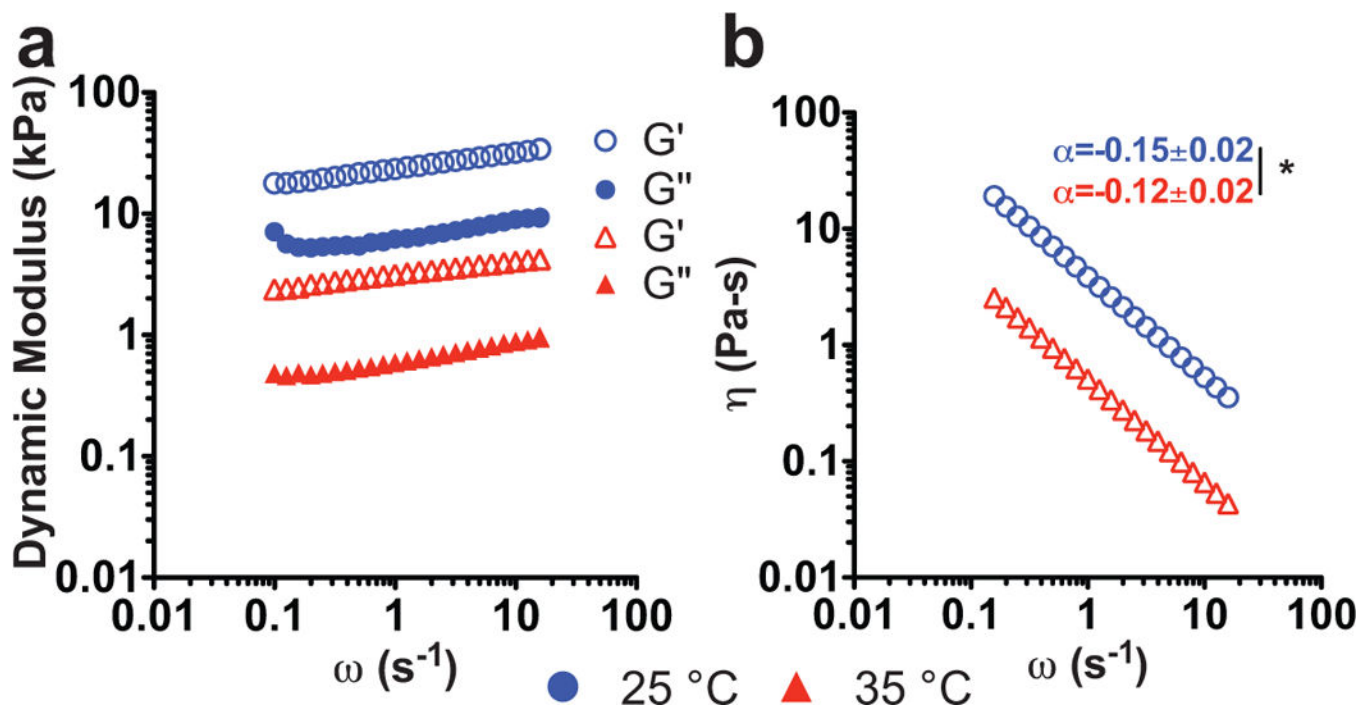 a
Dynamic Modulus (kPa)
100
10
1
0.1
0.01
0.01 0.1 1 10 100
ω (s⁻¹)
G'
G"
G'
G"
b
η (Pa-s)
100
10
1
0.1
0.01
0.01 0.1 1 10 100
ω (s⁻¹)
α=-0.15±0.02
α=-0.12±0.02
*
25 °C 35 °C